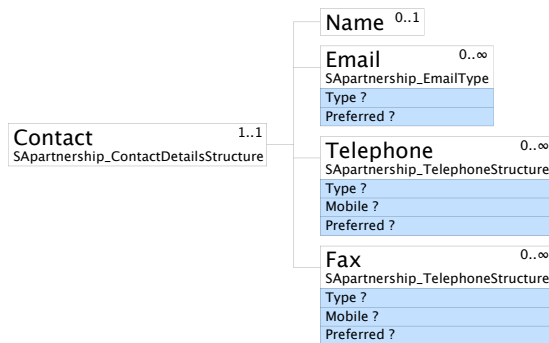 Name 0..1
Email 0..∞
SApartnership_EmailType
Type ?
Preferred ?
Contact 1..1
SApartnership_ContactDetailsStructure
Telephone 0..∞
SApartnership_TelephoneStructure
Type ?
Mobile ?
Preferred ?
Fax 0..∞
SApartnership_TelephoneStructure
Type ?
Mobile ?
Preferred ?